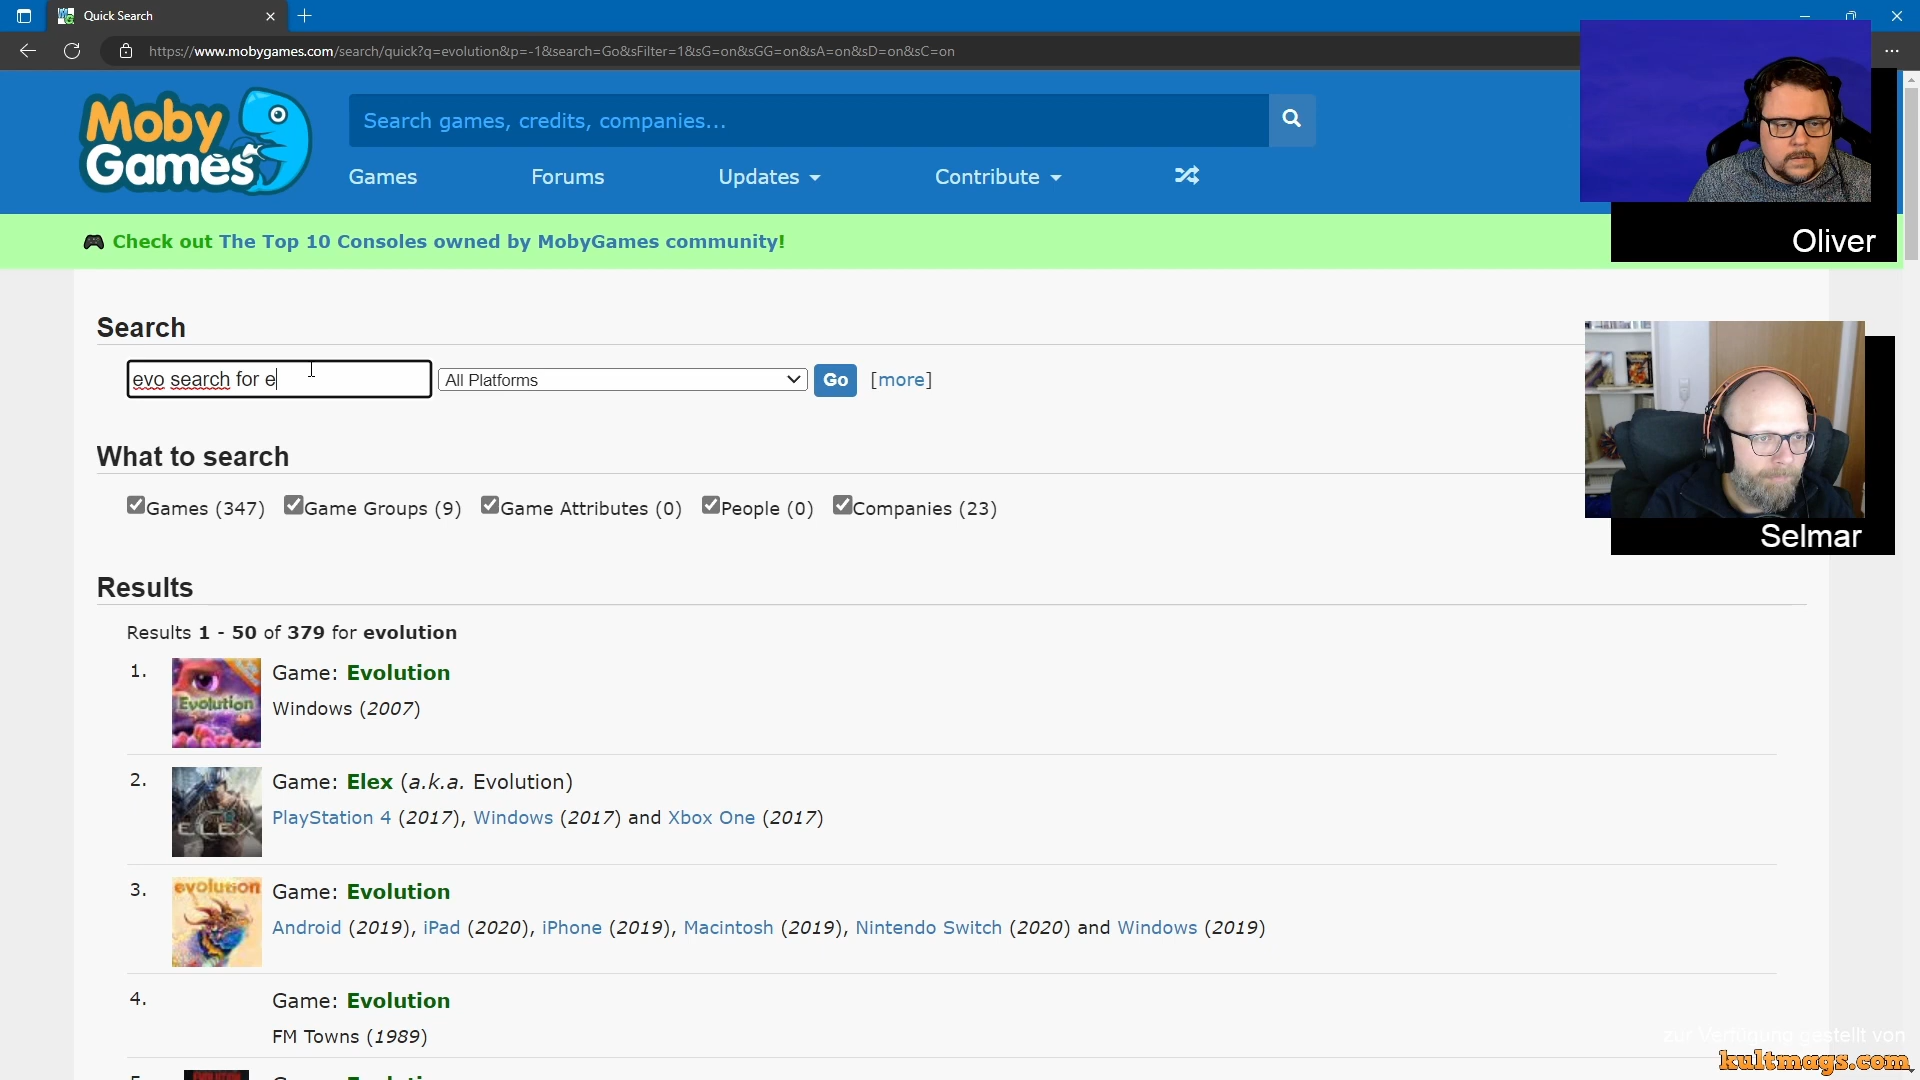 Quick Search
https://www.mobygames.com/search/quick?q=evolution&p=-1&search=Go&sFilter=1&sG=on&sGG=on&sA=on&sD=on&sC=on
Moby
Games
Search games, credits, companies...
Games
Forums
Updates
Contribute
Check out The Top 10 Consoles owned by MobyGames community!
Oliver
Search
evo search for e
All Platforms
Go
[more]
What to search
Games (347)
Game Groups (9)
Game Attributes (0)
People (0)
Companies (23)
Selmar
Results
Results 1 - 50 of 379 for evolution
1.
Evolution
Game: Evolution
Windows (2007)
2.
ELEX
Game: Elex (a.k.a. Evolution)
PlayStation 4 (2017), Windows (2017) and Xbox One (2017)
3.
evolution
Game: Evolution
Android (2019), iPad (2020), iPhone (2019), Macintosh (2019), Nintendo Switch (2020) and Windows (2019)
4.
Game: Evolution
FM Towns (1989)
zur Verfügung gestellt von
kultmags.com